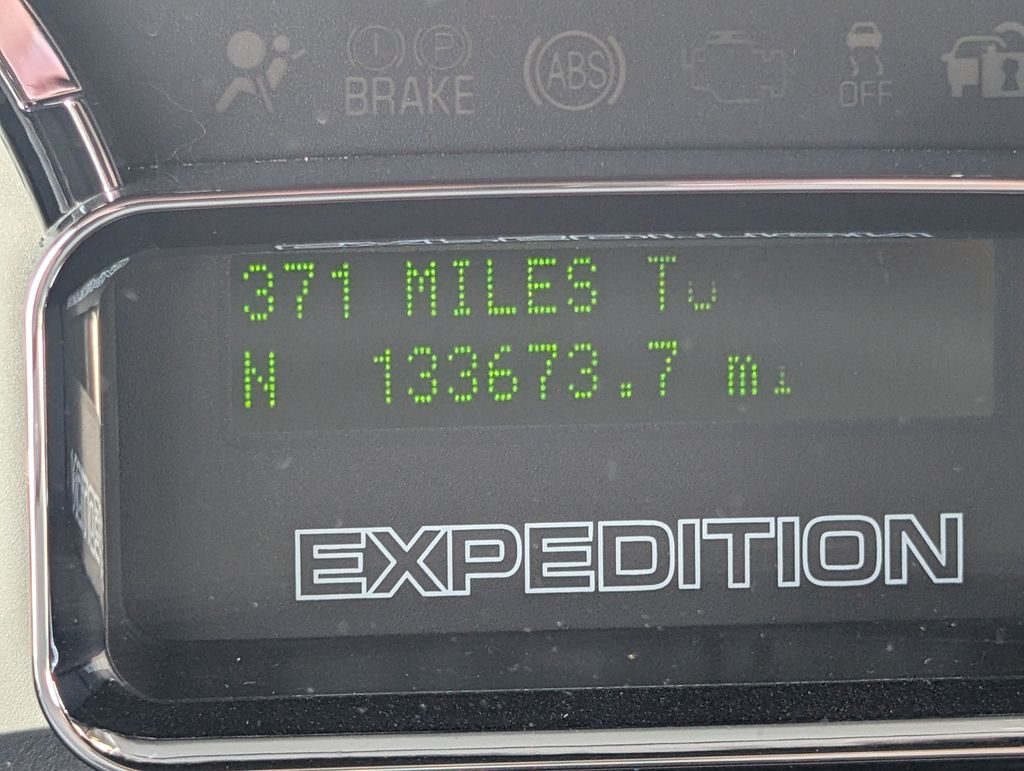 BRAKE ABS OFF
371 MILES To
N 133673.7 mi
EXPEDITION